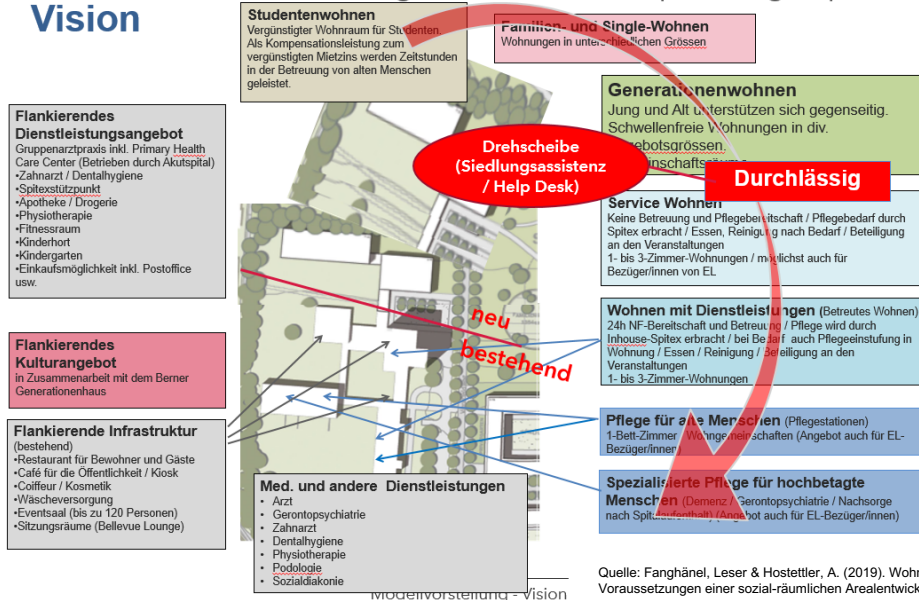 Vision
Studentenwohnen
Vergünstigter Wohnraum für Studenten.
Als Kompensationsleistung zum
vergünstigten Mietzins werden Zeitstunden
in der Betreuung von alten Menschen
geleistet.
Familien- und Single-Wohnen
Wohnungen in unterschiedlichen Grössen
Generationenwohnen
Jung und Alt unterstützen sich gegenseitig.
Schwellenfreie Wohnungen in div.
Drehscheibe
(Siedlungsassistenz
/ Help Desk)
Durchlässig
Flankierendes
Dienstleistungsangebot
Gruppenarztpraxis inkl. Primary Health
Care Center (Betrieben durch Akutspital)
•Zahnarzt / Dentalhygiene
•Spitexstützpunkt
•Apotheke / Drogerie
•Physiotherapie
•Fitnessraum
•Kinderhort
•Kindergarten
•Einkaufsmöglichkeit inkl. Postoffice
usw.
Service Wohnen
Keine Betreuung und Pflegebereitschaft / Pflegebedarf durch
Spitex erbracht / Essen, Reinigung nach Bedarf / Beteiligung
an den Veranstaltungen
1- bis 3-Zimmer-Wohnungen / möglichst auch für
Bezüger/innen von EL
neu
bestehend
Wohnen mit Dienstleistungen (Betreutes Wohnen)
24h NF-Bereitschaft und Betreuung / Pflege wird durch
Inhouse-Spitex erbracht / bei Bedarf auch Pflegeeinstufung in
Wohnung / Essen / Reinigung / Beteiligung an den
Veranstaltungen
1- bis 3-Zimmer-Wohnungen
Flankierendes
Kulturangebot
in Zusammenarbeit mit dem Berner
Generationenhaus
Flankierende Infrastruktur
(bestehend)
•Restaurant für Bewohner und Gäste
•Café für die Öffentlichkeit / Kiosk
•Coiffeur / Kosmetik
•Wäscheversorgung
•Eventsaal (bis zu 120 Personen)
•Sitzungsräume (Bellevue Lounge)
Pflege für alte Menschen (Pflegestationen)
1-Bett-Zimmer / Wohngemeinschaften (Angebot auch für EL-
Bezüger/innen)
Spezialisierte Pflege für hochbetagte
Menschen (Demenz / Gerontopsychiatrie / Nachsorge
nach Spitalaufenthalt) (Angebot auch für EL-Bezüger/innen)
Med. und andere Dienstleistungen
• Arzt
• Gerontopsychiatrie
• Zahnarzt
• Dentalhygiene
• Physiotherapie
• Podologie
• Sozialdiakonie
Modellvorstellung - Vision
Quelle: Fanghänel, Leser & Hostettler, A. (2019). Wohn
Voraussetzungen einer sozial-räumlichen Arealentwick